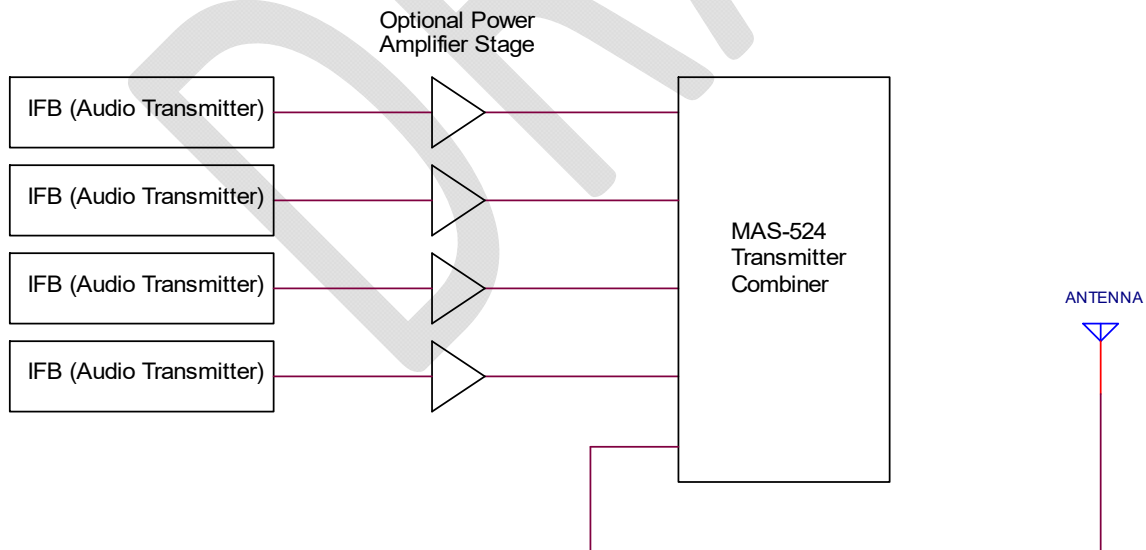 Optional Power
Amplifier Stage
IFB (Audio Transmitter)
IFB (Audio Transmitter)
IFB (Audio Transmitter)
IFB (Audio Transmitter)
MAS-524
Transmitter
Combiner
ANTENNA